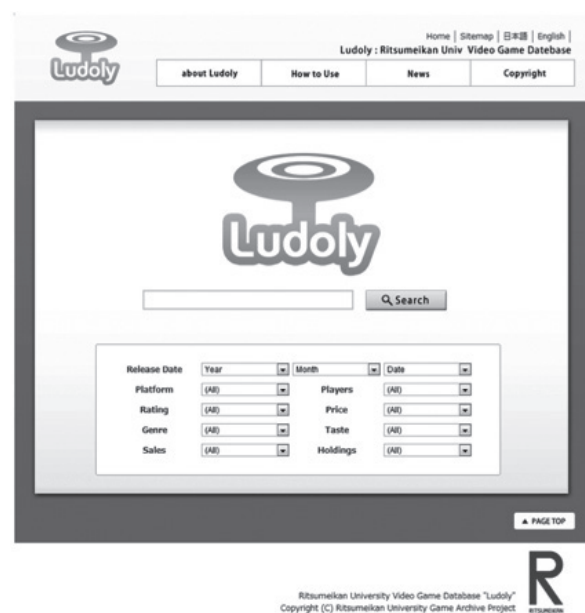 Home | Sitemap | 日本語 | English |
Ludoly : Ritsumeikan Univ Video Game Datebase
Ludoly
about Ludoly
How to Use
News
Copyright
Ludoly
Search
Release Date Year Month Date
Platform (All) Players (All)
Rating (All) Price (All)
Genre (All) Taste (All)
Sales (All) Holdings (All)
▲ PAGE TOP
Ritsumeikan University Video Game Database "Ludoly"
Copyright (C) Ritsumeikan University Game Archive Project
R
RITSUMEIKAN